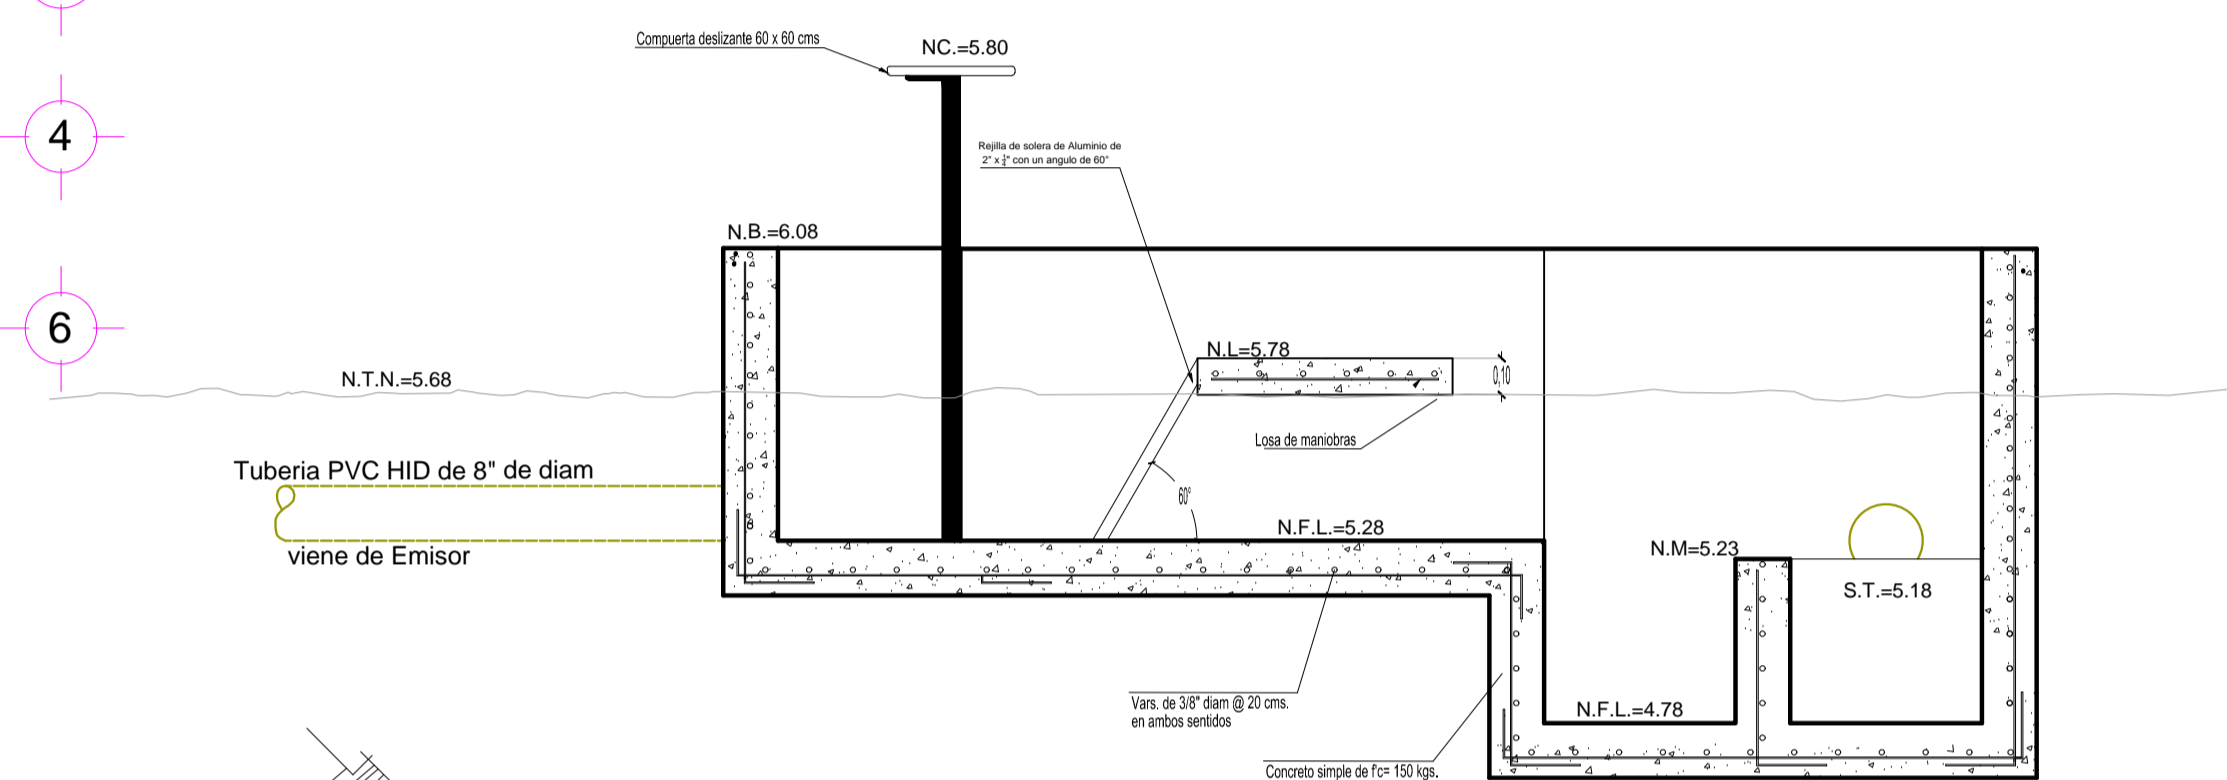 Compuerta deslizante 60 x 60 cms
NC.=5.80
4
Rejilla de solera de Aluminio de
2" x ¼" con un angulo de 60°
N.B.=6.08
6
N.L=5.78
N.T.N.=5.68
0,10
Losa de maniobras
Tuberia PVC HID de 8" de diam
60°
N.F.L.=5.28
viene de Emisor
N.M=5.23
S.T.=5.18
Vars. de 3/8" diam @ 20 cms.
en ambos sentidos
N.F.L.=4.78
Concreto simple de f'c= 150 kgs.